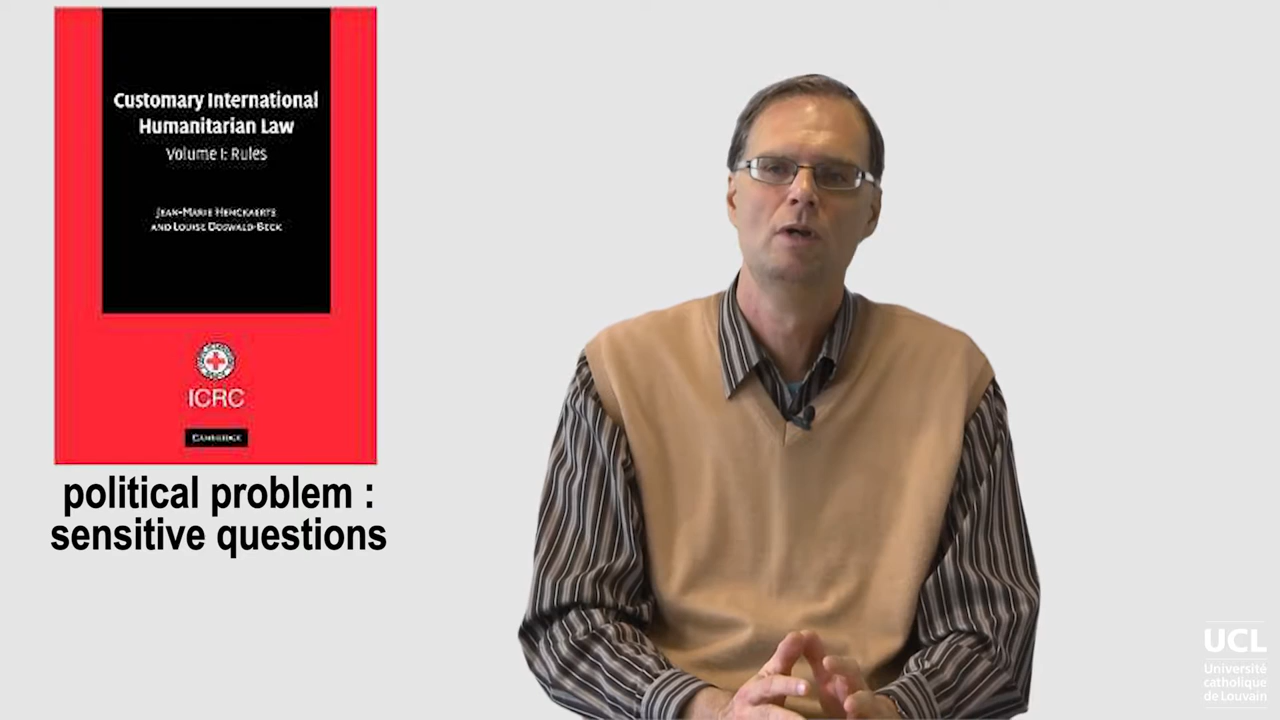 Customary International
Humanitarian Law
Volume I: Rules
JEAN-MARIE HENCKAERTS
AND LOUISE DOSWALD-BECK
ICRC
CAMBRIDGE
political problem :
sensitive questions
UCL
Université
catholique
de Louvain